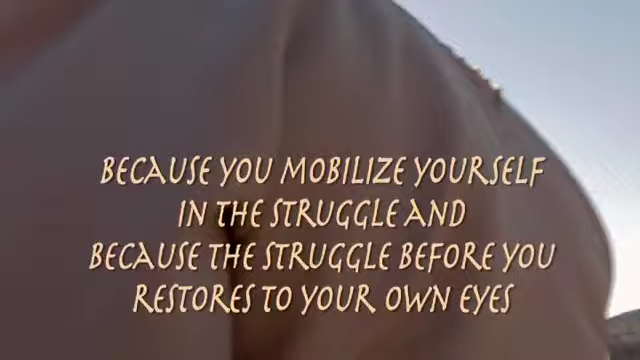 BECAUSE YOU MOBILIZE YOURSELF
IN THE STRUGGLE AND
BECAUSE THE STRUGGLE BEFORE YOU
RESTORES TO YOUR OWN EYES